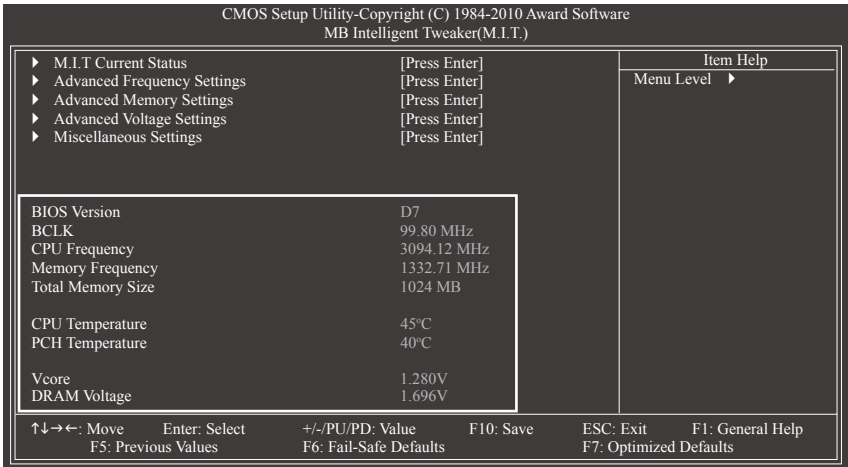 CMOS Setup Utility-Copyright (C) 1984-2010 Award Software
MB Intelligent Tweaker(M.I.T.)
M.I.T Current Status [Press Enter]
Advanced Frequency Settings [Press Enter]
Advanced Memory Settings [Press Enter]
Advanced Voltage Settings [Press Enter]
Miscellaneous Settings [Press Enter]
Item Help
Menu Level
BIOS Version D7
BCLK 99.80 MHz
CPU Frequency 3094.12 MHz
Memory Frequency 1332.71 MHz
Total Memory Size 1024 MB
CPU Temperature 45ºC
PCH Temperature 40ºC
Vcore 1.280V
DRAM Voltage 1.696V
↑↓→←: Move Enter: Select +/-/PU/PD: Value F10: Save ESC: Exit F1: General Help
F5: Previous Values F6: Fail-Safe Defaults F7: Optimized Defaults